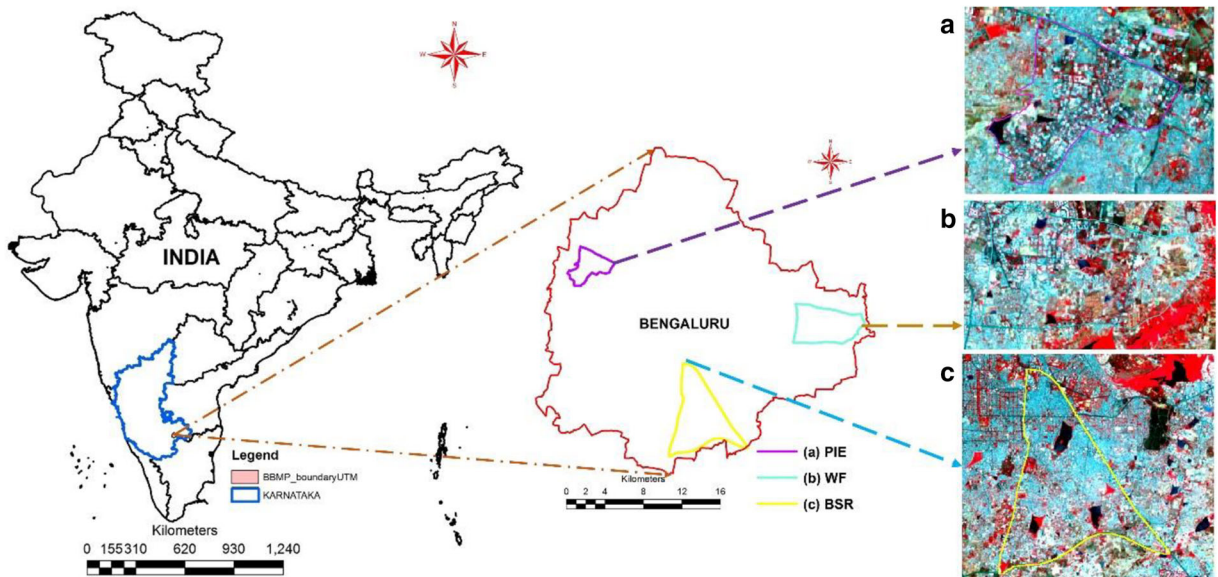 N
W E
S
INDIA
Legend
BBMP_boundaryUTM
KARNATAKA
Kilometers
0 155310 620 930 1,240
BENGALURU
(a) PIE
(b) WF
(c) BSR
Kilometers
0 2 4 8 12 16
a
b
c